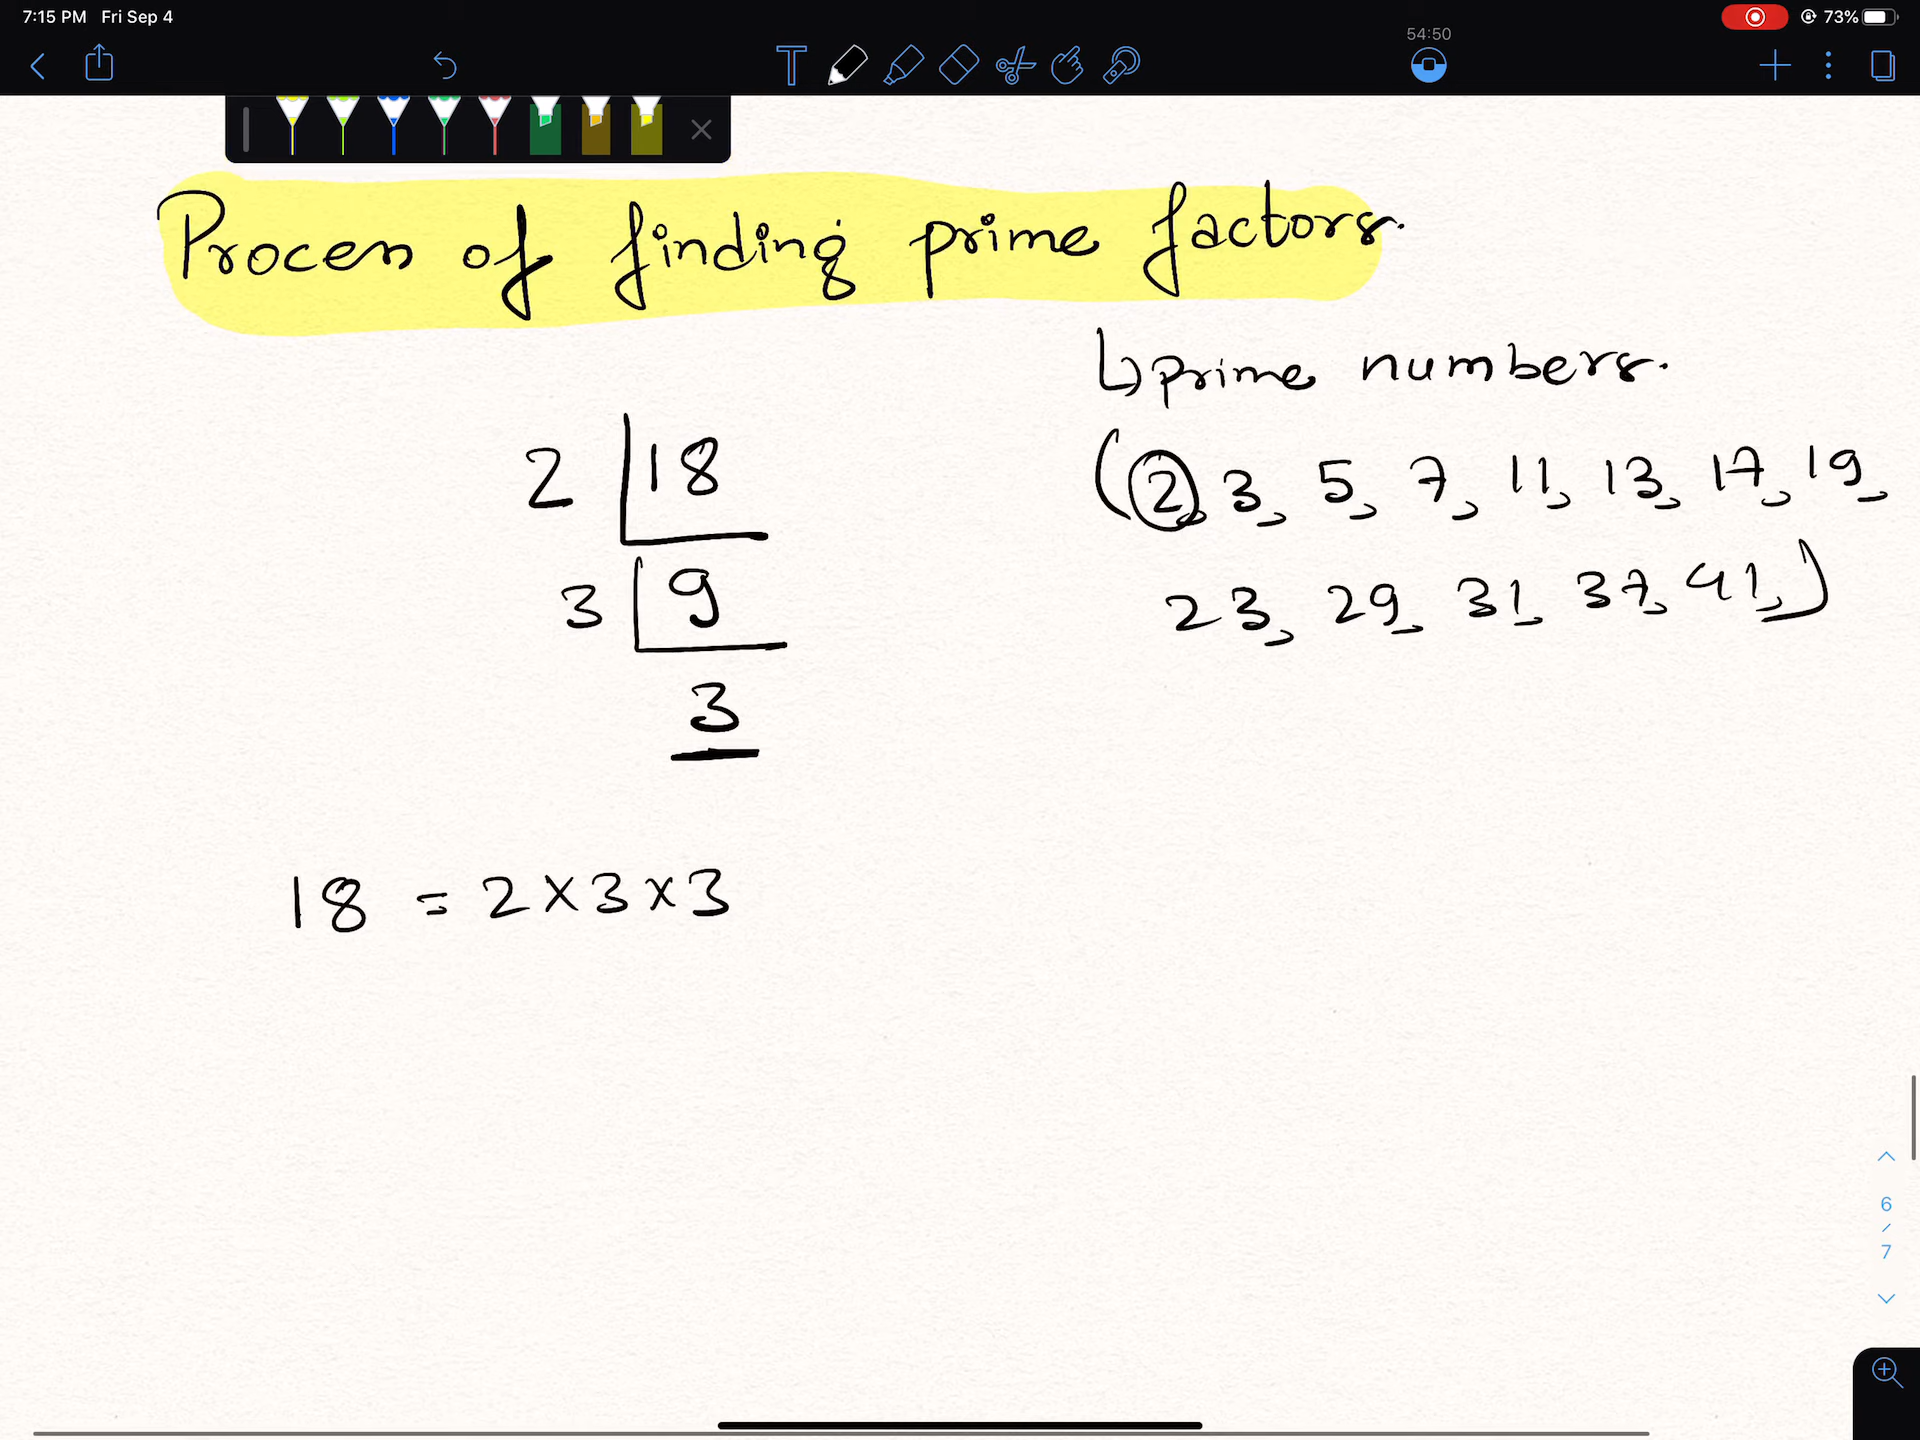 7:15 PM Fri Sep 4
73%
54:50
Process of finding prime factors.
↳ prime numbers.
(2, 3, 5, 7, 11, 13, 17, 19,
23, 29, 31, 37, 41,)
2 | 18
3 | 9
3
18 = 2 × 3 × 3
6
/
7